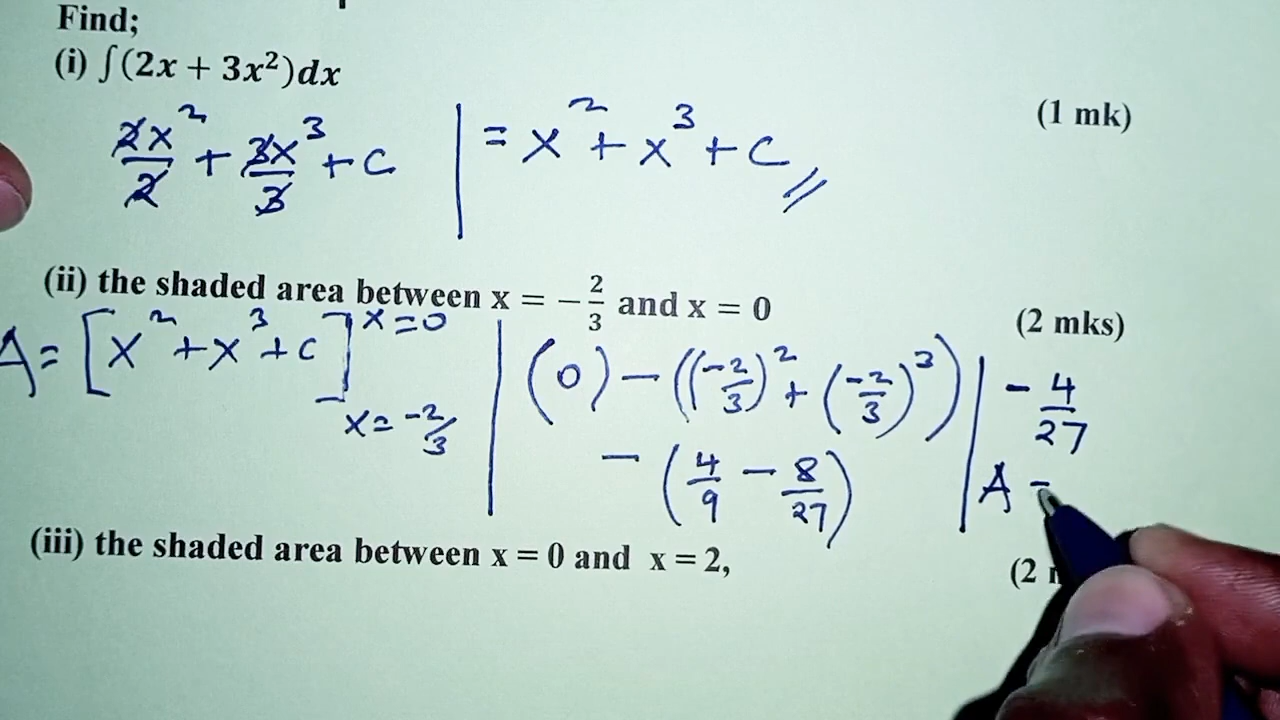 Find;
(i) ∫(2x + 3x²)dx
(1 mk)
2x²/2 + 3x³/3 + c | = x² + x³ + c
(ii) the shaded area between x = −2/3 and x = 0
(2 mks)
A = [x² + x³ + c] x=0 x=-2/3 | (0) − ((-2/3)² + (-2/3)³) | − 4/27
− (4/9 − 8/27) | A =
(iii) the shaded area between x = 0 and x = 2,
(2